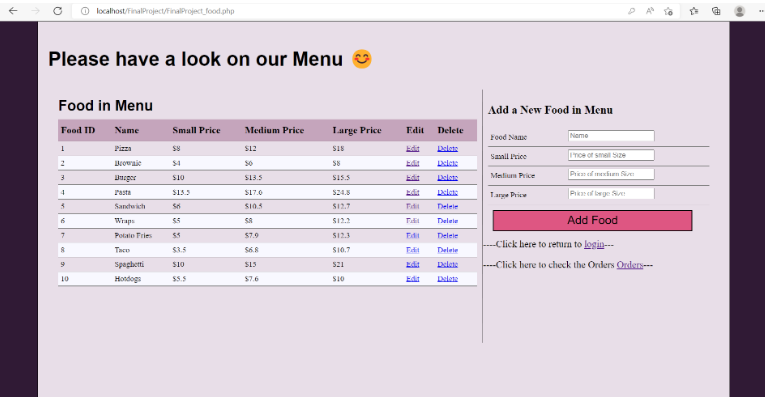 localhost/FinalProject/FinalProject_food.php
Please have a look on our Menu 😊
Food in Menu
Food ID Name Small Price Medium Price Large Price Edit Delete
1 Pizza $8 $12 $18 Edit Delete
2 Brownie $4 $6 $8 Edit Delete
3 Burger $10 $13.5 $15.5 Edit Delete
4 Pasta $13.5 $17.6 $24.8 Edit Delete
5 Sandwich $6 $10.5 $12.7 Edit Delete
6 Wraps $5 $8 $12.2 Edit Delete
7 Potato Fries $5 $7.9 $12.3 Edit Delete
8 Taco $3.5 $6.8 $10.7 Edit Delete
9 Spaghetti $10 $15 $21 Edit Delete
10 Hotdogs $5.5 $7.6 $10 Edit Delete
Add a New Food in Menu
Food Name Name
Small Price Price of small Size
Medium Price Price of medium Size
Large Price Price of large Size
Add Food
----Click here to return to login---
----Click here to check the Orders Orders---